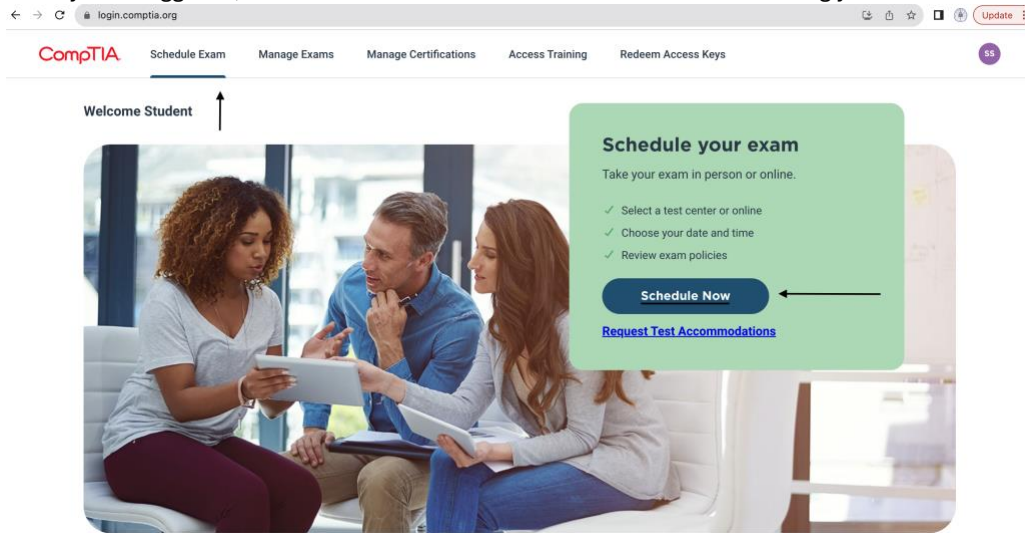 login.comptia.org
Update
CompTIA.
Schedule Exam
Manage Exams
Manage Certifications
Access Training
Redeem Access Keys
SS
Welcome Student
Schedule your exam
Take your exam in person or online.
Select a test center or online
Choose your date and time
Review exam policies
Schedule Now
Request Test Accommodations